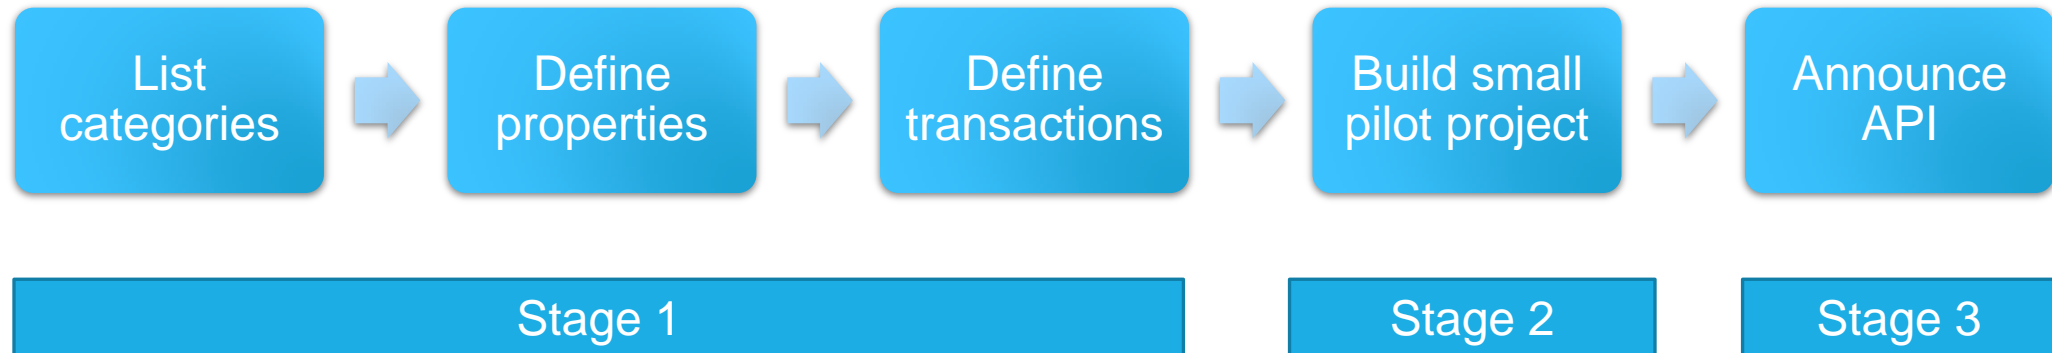 List
categories
Define
properties
Define
transactions
Build small
pilot project
Announce
API
Stage 1
Stage 2
Stage 3